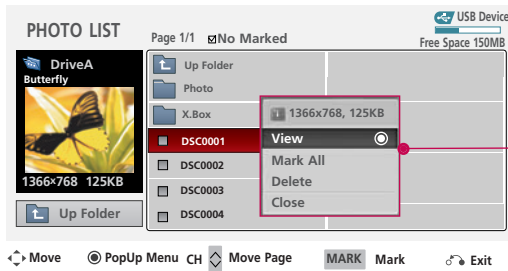 PHOTO LIST
Page 1/1 No Marked
USB Device
Free Space 150MB
DriveA
Butterfly
1366x768 125KB
Up Folder
Up Folder
Photo
X.Box
DSC0001
DSC0002
DSC0003
DSC0004
1366x768, 125KB
View
Mark All
Delete
Close
Move PopUp Menu CH Move Page MARK Mark Exit